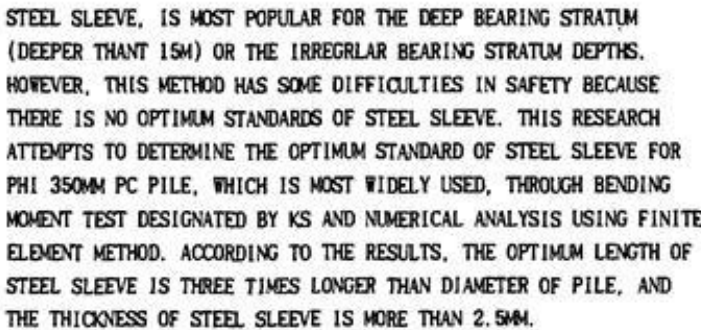 STEEL SLEEVE, IS MOST POPULAR FOR THE DEEP BEARING STRATUM
(DEEPER THANT 15M) OR THE IRREGRLAR BEARING STRATUM DEPTHS.
HOWEVER, THIS METHOD HAS SOME DIFFICULTIES IN SAFETY BECAUSE
THERE IS NO OPTIMUM STANDARDS OF STEEL SLEEVE. THIS RESEARCH
ATTEMPTS TO DETERMINE THE OPTIMUM STANDARD OF STEEL SLEEVE FOR
PHI 350MM PC PILE, WHICH IS MOST WIDELY USED, THROUGH BENDING
MOMENT TEST DESIGNATED BY KS AND NUMERICAL ANALYSIS USING FINITE
ELEMENT METHOD. ACCORDING TO THE RESULTS, THE OPTIMUM LENGTH OF
STEEL SLEEVE IS THREE TIMES LONGER THAN DIAMETER OF PILE, AND
THE THICKNESS OF STEEL SLEEVE IS MORE THAN 2.5MM.